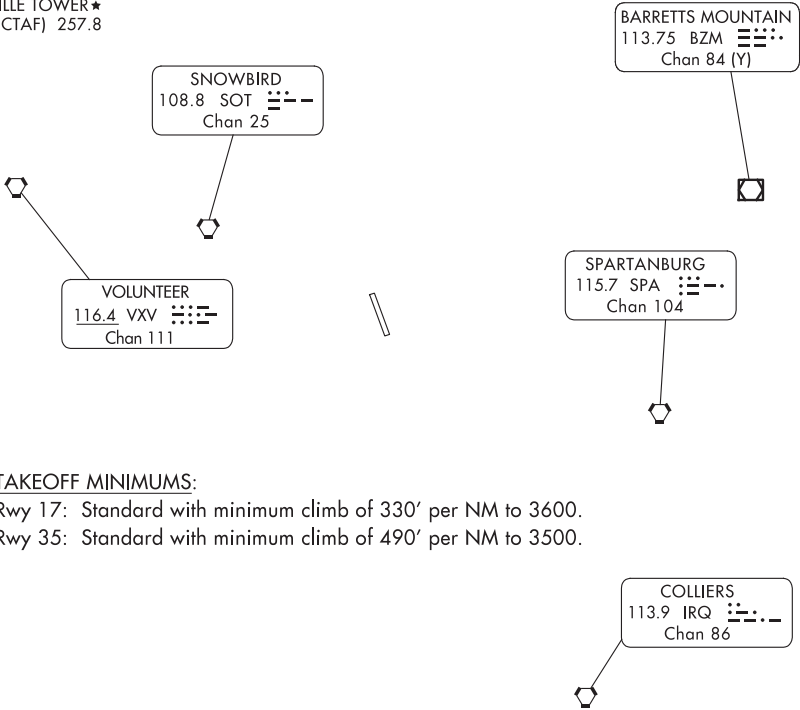 ILLE TOWER★
CTAF) 257.8
BARRETTS MOUNTAIN
113.75 BZM
Chan 84 (Y)
SNOWBIRD
108.8 SOT
Chan 25
SPARTANBURG
115.7 SPA
Chan 104
VOLUNTEER
116.4 VXV
Chan 111
TAKEOFF MINIMUMS:
Rwy 17: Standard with minimum climb of 330' per NM to 3600.
Rwy 35: Standard with minimum climb of 490' per NM to 3500.
COLLIERS
113.9 IRQ
Chan 86